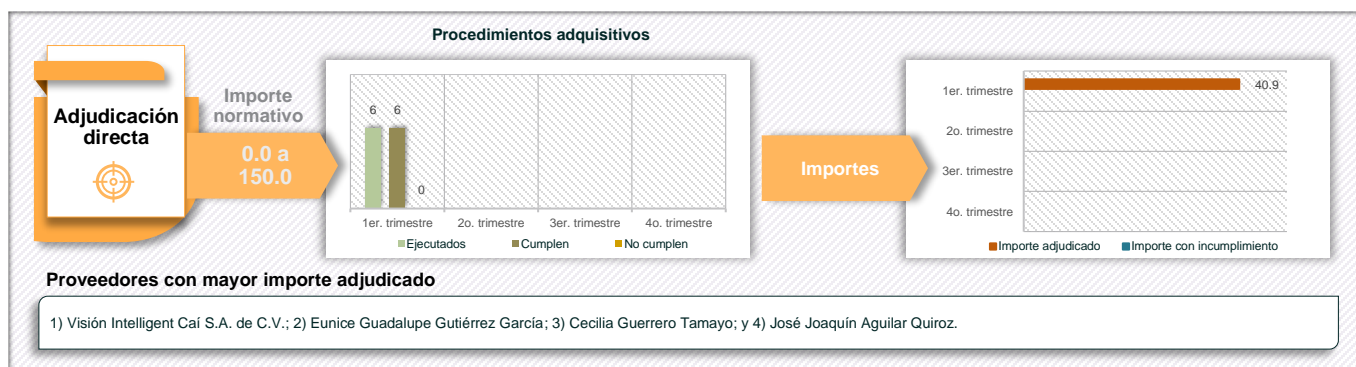 Procedimientos adquisitivos
Adjudicación
directa
Importe
normativo
0.0 a
150.0
6
6
0
1er. trimestre
2o. trimestre
3er. trimestre
4o. trimestre
Ejecutados
Cumplen
No cumplen
Importes
1er. trimestre
40.9
2o. trimestre
3er. trimestre
4o. trimestre
Importe adjudicado
Importe con incumplimiento
Proveedores con mayor importe adjudicado
1) Visión Intelligent Caí S.A. de C.V.; 2) Eunice Guadalupe Gutiérrez García; 3) Cecilia Guerrero Tamayo; y 4) José Joaquín Aguilar Quiroz.